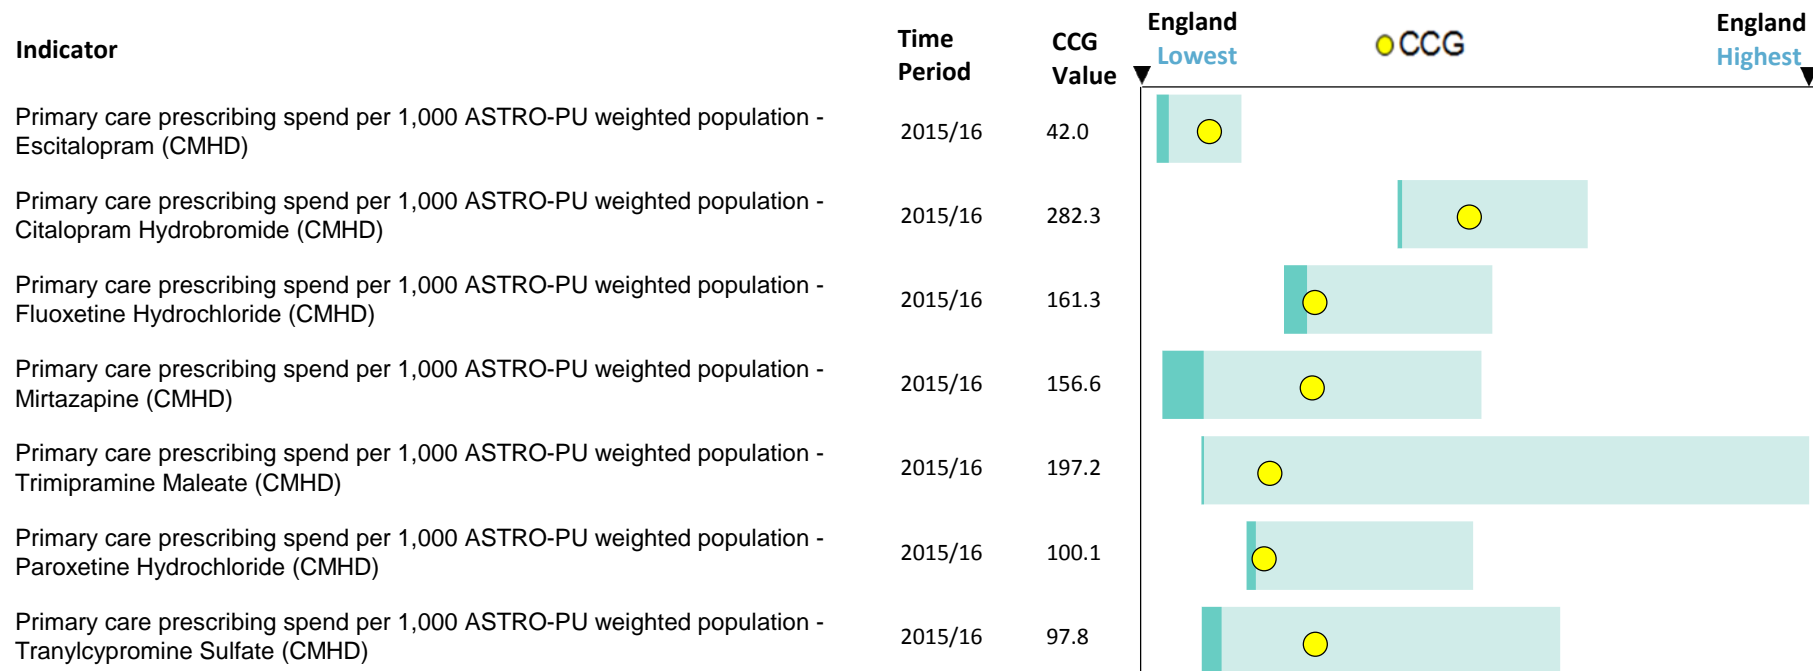 Indicator
Time Period
CCG Value
England Lowest
CCG
England Highest
Primary care prescribing spend per 1,000 ASTRO-PU weighted population -
Escitalopram (CMHD)
2015/16 42.0
Primary care prescribing spend per 1,000 ASTRO-PU weighted population -
Citalopram Hydrobromide (CMHD)
2015/16 282.3
Primary care prescribing spend per 1,000 ASTRO-PU weighted population -
Fluoxetine Hydrochloride (CMHD)
2015/16 161.3
Primary care prescribing spend per 1,000 ASTRO-PU weighted population -
Mirtazapine (CMHD)
2015/16 156.6
Primary care prescribing spend per 1,000 ASTRO-PU weighted population -
Trimipramine Maleate (CMHD)
2015/16 197.2
Primary care prescribing spend per 1,000 ASTRO-PU weighted population -
Paroxetine Hydrochloride (CMHD)
2015/16 100.1
Primary care prescribing spend per 1,000 ASTRO-PU weighted population -
Tranylcypromine Sulfate (CMHD)
2015/16 97.8